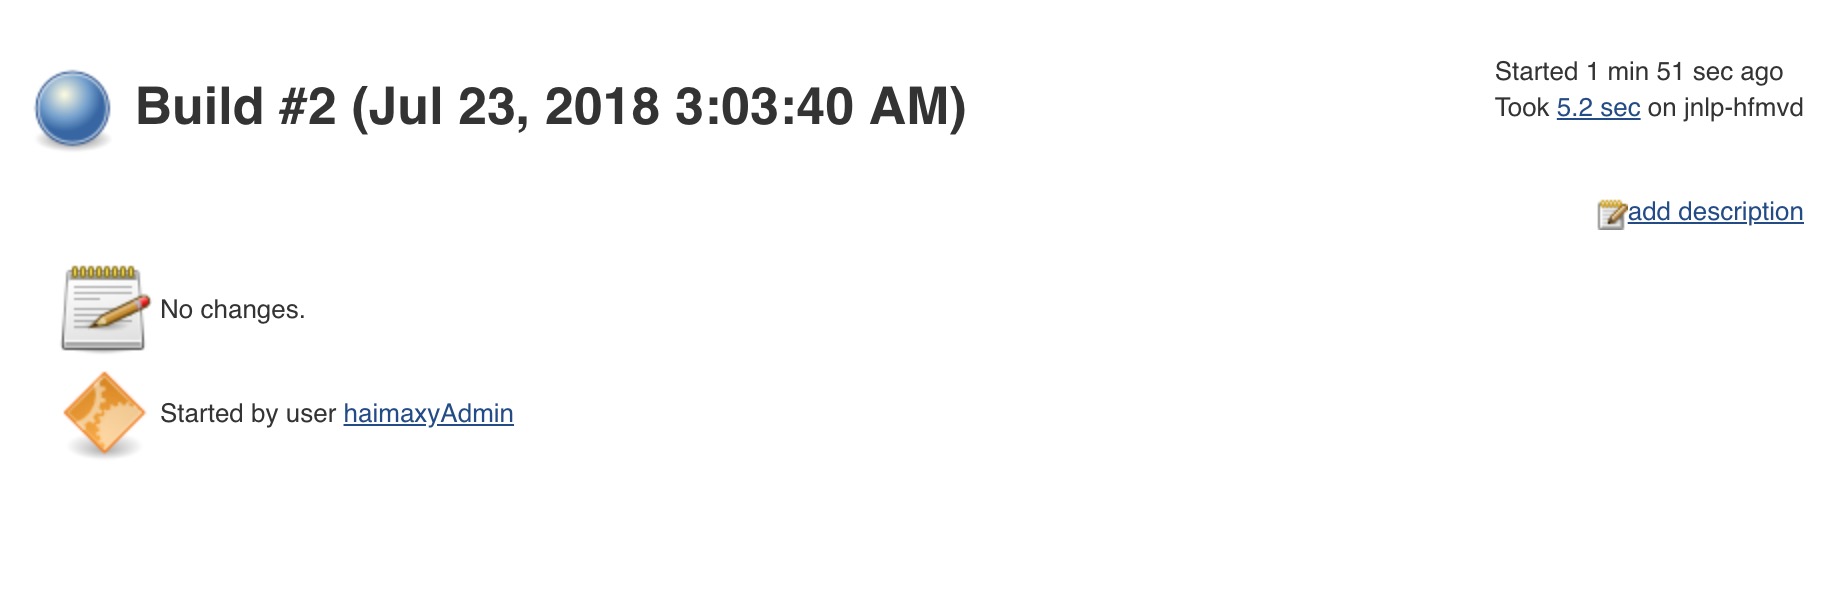 Build #2 (Jul 23, 2018 3:03:40 AM)
Started 1 min 51 sec ago
Took 5.2 sec on jnlp-hfmvd
add description
No changes.
Started by user haimaxyAdmin